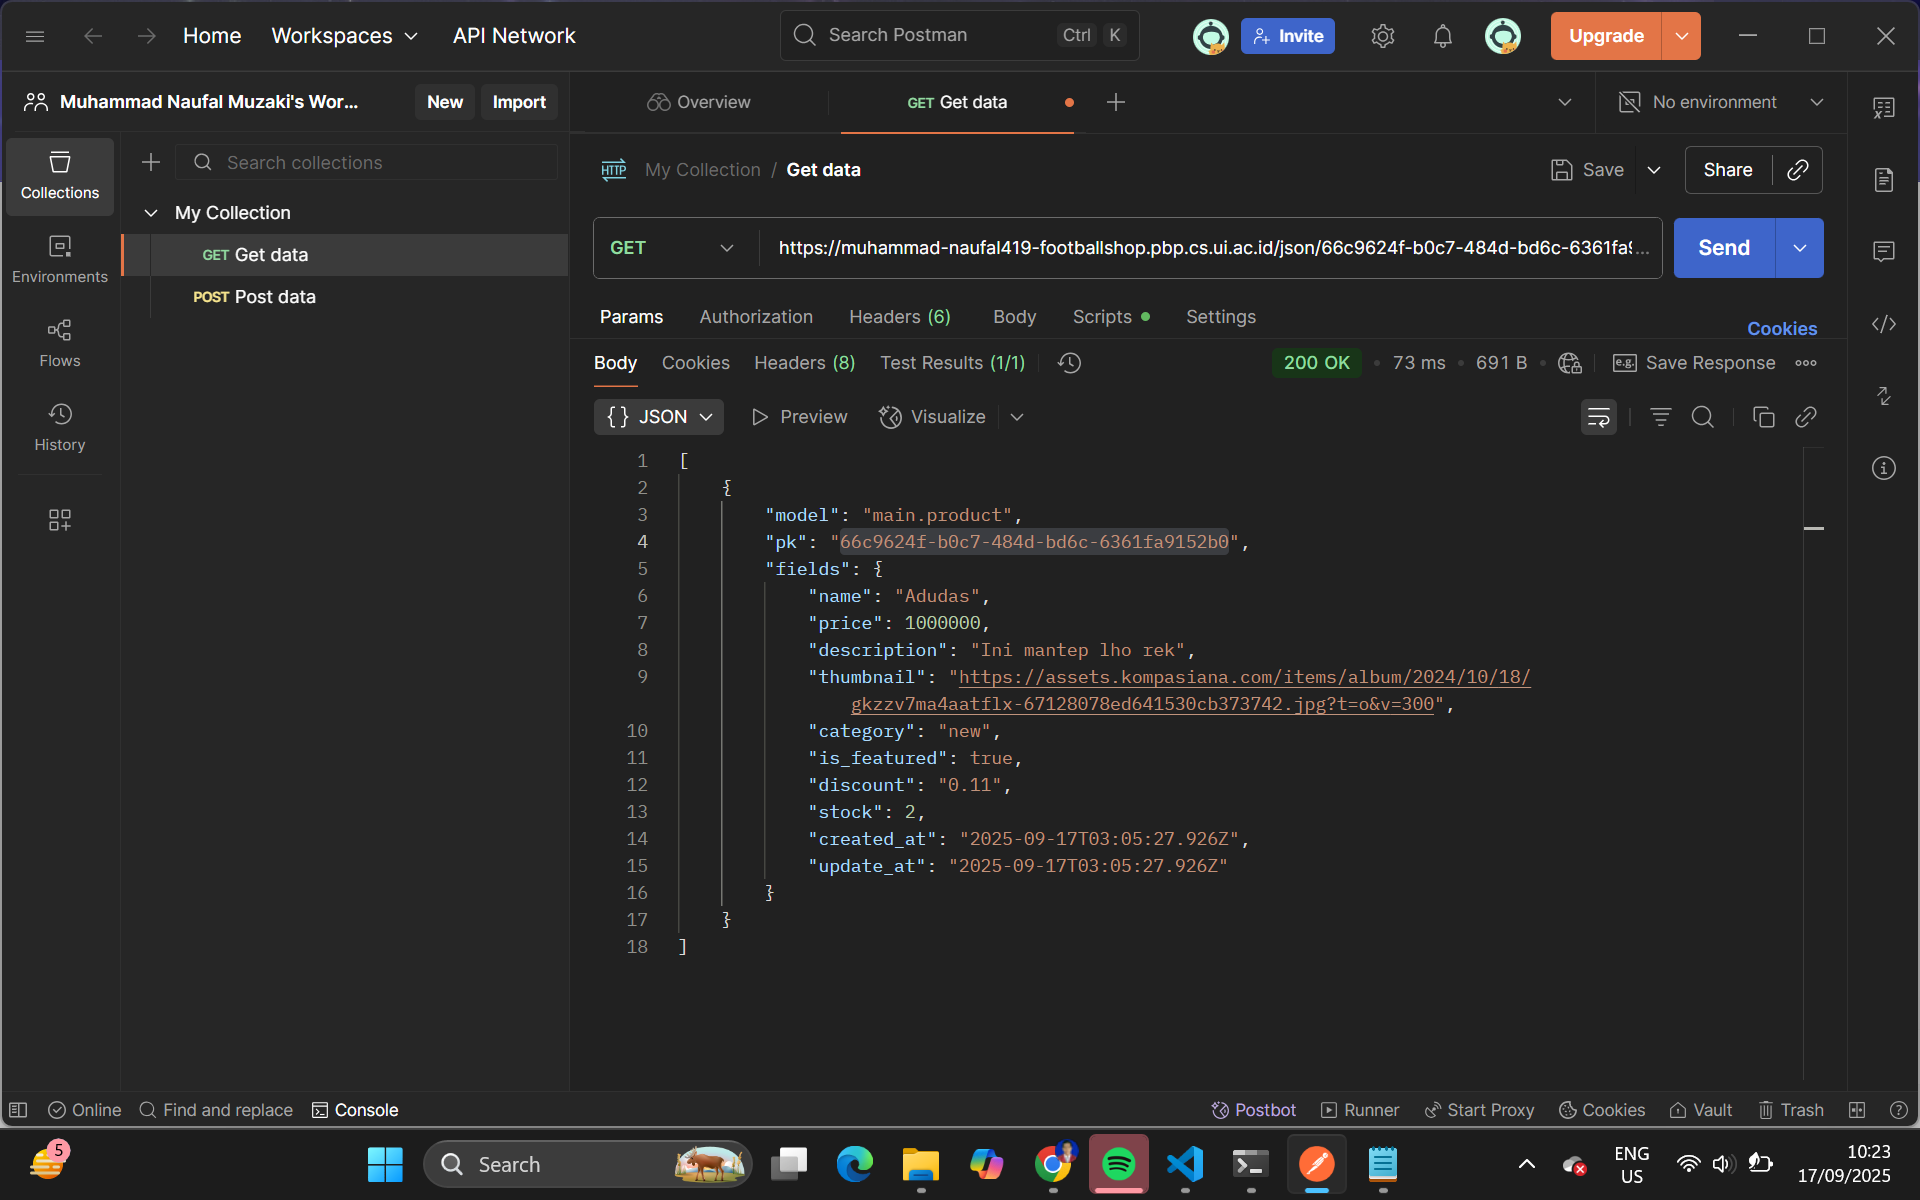 Home
Workspaces
API Network
Search Postman
Ctrl K
Invite
Upgrade
Muhammad Naufal Muzaki's Wor...
New
Import
Overview
GET Get data
No environment
Collections
Environments
Flows
History
Search collections
My Collection
GET Get data
POST Post data
HTTP
My Collection / Get data
Save
Share
GET
https://muhammad-naufal419-footballshop.pbp.cs.ui.ac.id/json/66c9624f-b0c7-484d-bd6c-6361fa9...
Send
Params
Authorization
Headers (6)
Body
Scripts
Settings
Cookies
Body
Cookies
Headers (8)
Test Results (1/1)
200 OK
73 ms
691 B
e.g. Save Response
{} JSON
Preview
Visualize
1 [
2 {
3 "model": "main.product",
4 "pk": "66c9624f-b0c7-484d-bd6c-6361fa9152b0",
5 "fields": {
6 "name": "Adudas",
7 "price": 1000000,
8 "description": "Ini mantep lho rek",
9 "thumbnail": "https://assets.kompasiana.com/items/album/2024/10/18/
gkzzv7ma4aatflx-67128078ed641530cb373742.jpg?t=o&v=300",
10 "category": "new",
11 "is_featured": true,
12 "discount": "0.11",
13 "stock": 2,
14 "created_at": "2025-09-17T03:05:27.926Z",
15 "update_at": "2025-09-17T03:05:27.926Z"
16 }
17 }
18 ]
Online
Find and replace
Console
Postbot
Runner
Start Proxy
Cookies
Vault
Trash
5
Search
ENG
US
10:23
17/09/2025